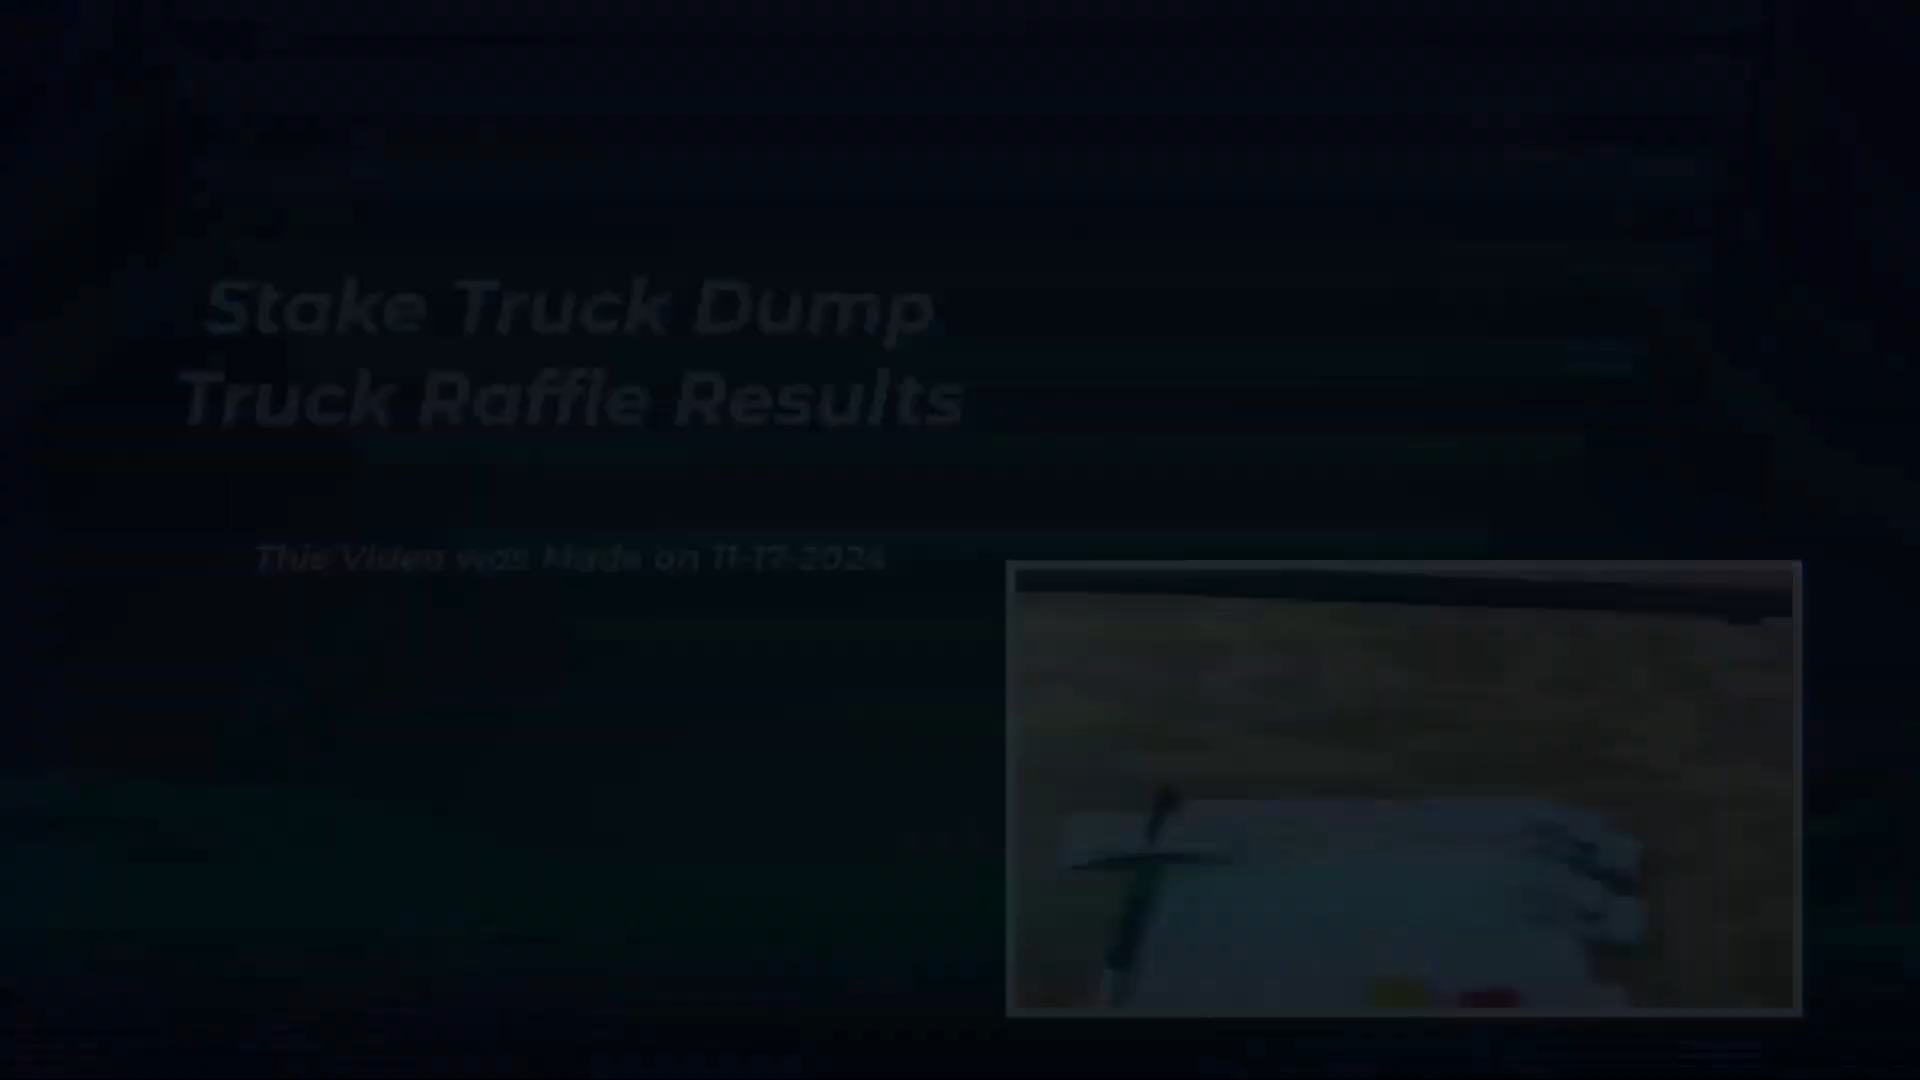 Stake Truck Dump
Truck Raffle Results
This Video was Made on 11-17-2024